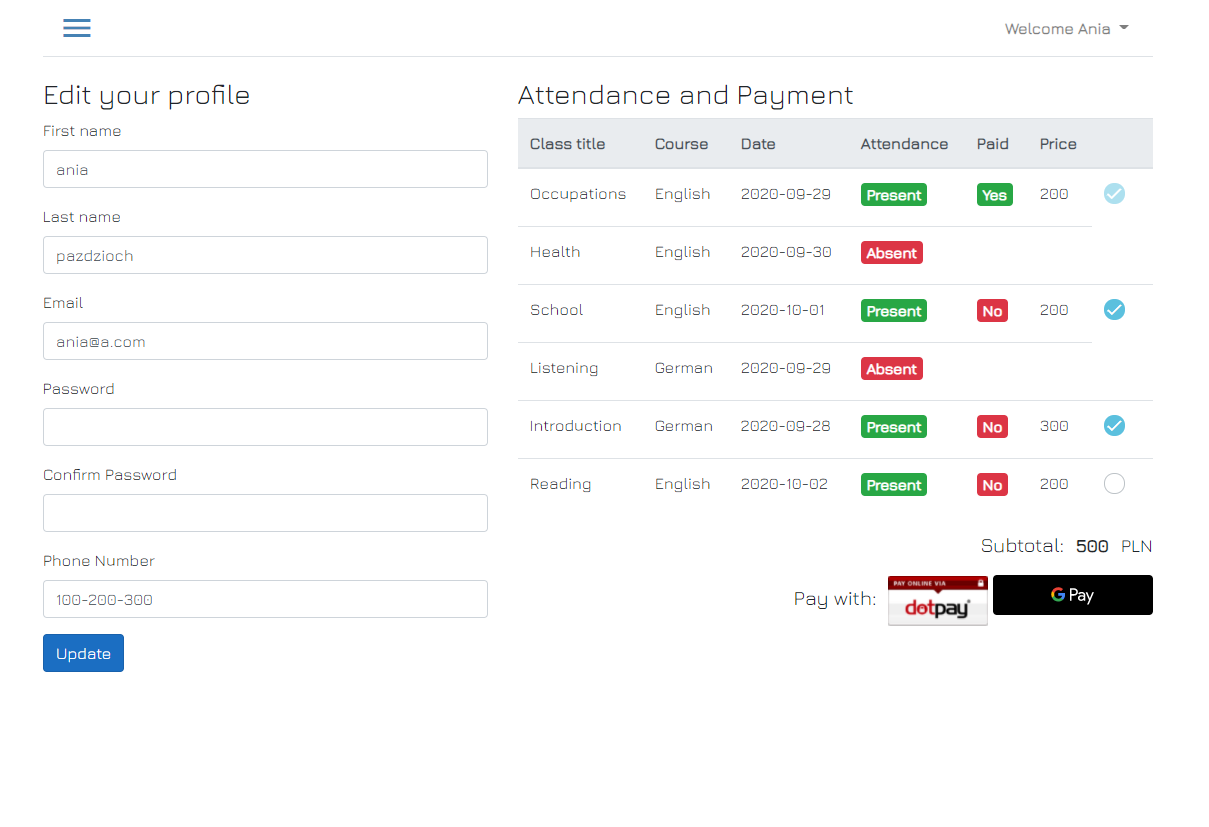 Welcome Ania
Edit your profile
First name
ania
Last name
pazdzioch
Email
ania@a.com
Password
Confirm Password
Phone Number
100-200-300
Update
Attendance and Payment
Class title Course Date Attendance Paid Price
Occupations English 2020-09-29 Present Yes 200
Health English 2020-09-30 Absent
School English 2020-10-01 Present No 200
Listening German 2020-09-29 Absent
Introduction German 2020-09-28 Present No 300
Reading English 2020-10-02 Present No 200
Subtotal: 500 PLN
Pay with:
PAY ONLINE VIA
dotpay
G Pay